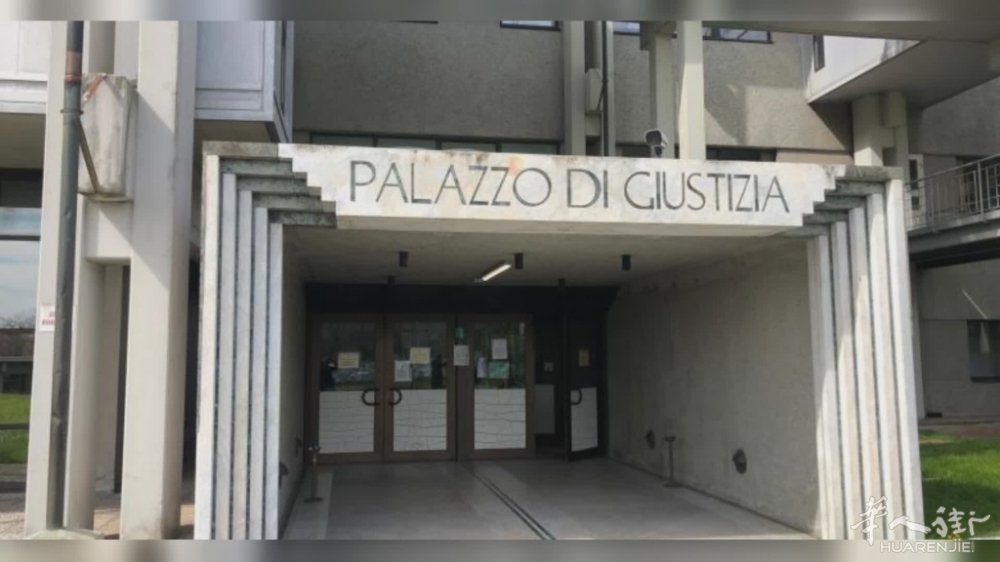 PALAZZO DI GIUSTIZIA
华人街
HUARENJIE